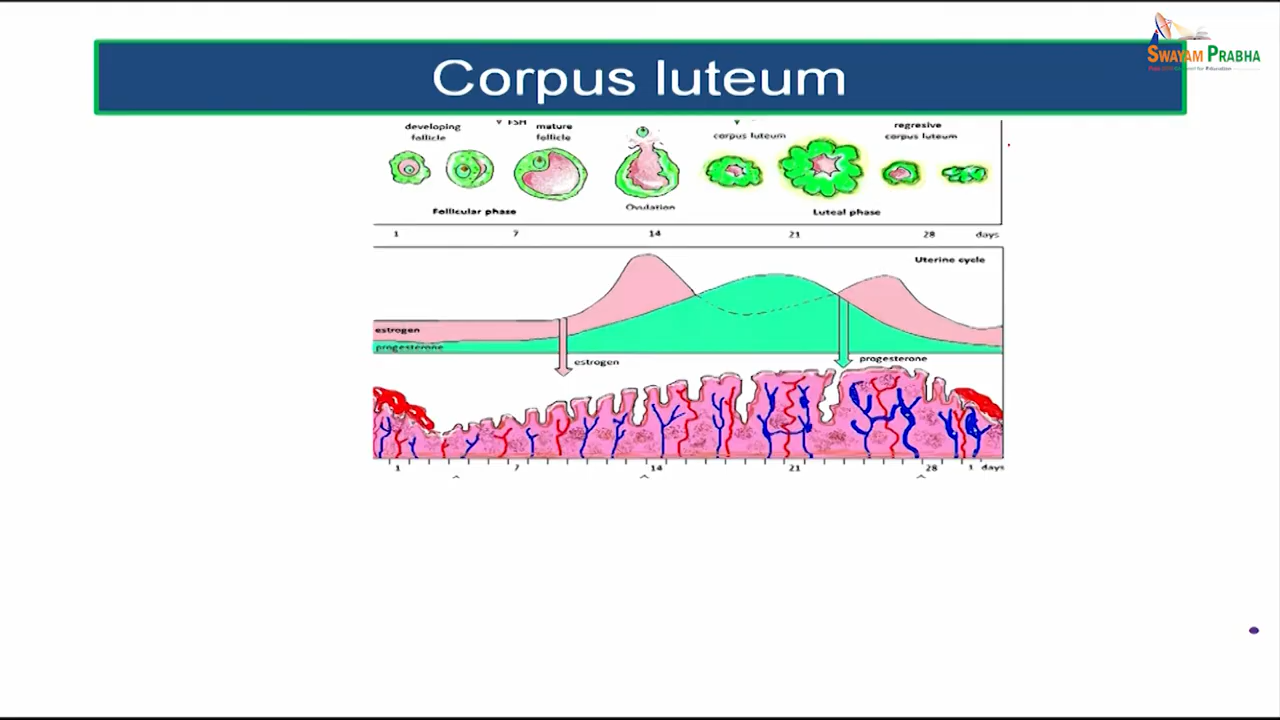 SWAYAM PRABHA
Corpus luteum
FSH
developing follicle
mature follicle
corpus luteum
regresive corpus luteum
Follicular phase
Ovulation
Luteal phase
1 7 14 21 28 days
Uterine cycle
estrogen
progesterone
estrogen
progesterone
1 7 14 21 28 1 days